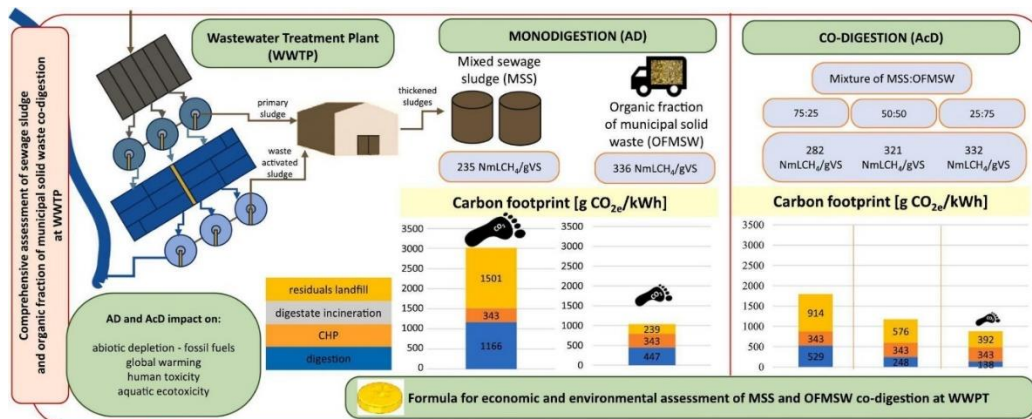 Comprehensive assessment of sewage sludge
and organic fraction of municipal solid waste co-digestion
at WWTP
Wastewater Treatment Plant
(WWTP)
primary
sludge
waste
activated
sludge
thickened
sludges
AD and AcD impact on:
abiotic depletion - fossil fuels
global warming
human toxicity
aquatic ecotoxicity
residuals landfill
digestate incineration
CHP
digestion
MONODIGESTION (AD)
Mixed sewage
sludge (MSS)
Organic fraction
of municipal solid
waste (OFMSW)
235 NmLCH₄/gVS
336 NmLCH₄/gVS
Carbon footprint [g CO₂ₑ/kWh]
3500
3000
2500
2000
1500
1000
500
0
CO₂
1501
343
1166
3500
3000
2500
2000
1500
1000
500
0
CO₂
239
343
447
CO-DIGESTION (AcD)
Mixture of MSS:OFMSW
75:25
50:50
25:75
282
NmLCH₄/gVS
321
NmLCH₄/gVS
332
NmLCH₄/gVS
Carbon footprint [g CO₂ₑ/kWh]
3500
3000
2500
2000
1500
1000
500
0
914
343
529
576
343
248
392
343
138
Formula for economic and environmental assessment of MSS and OFMSW co-digestion at WWPT